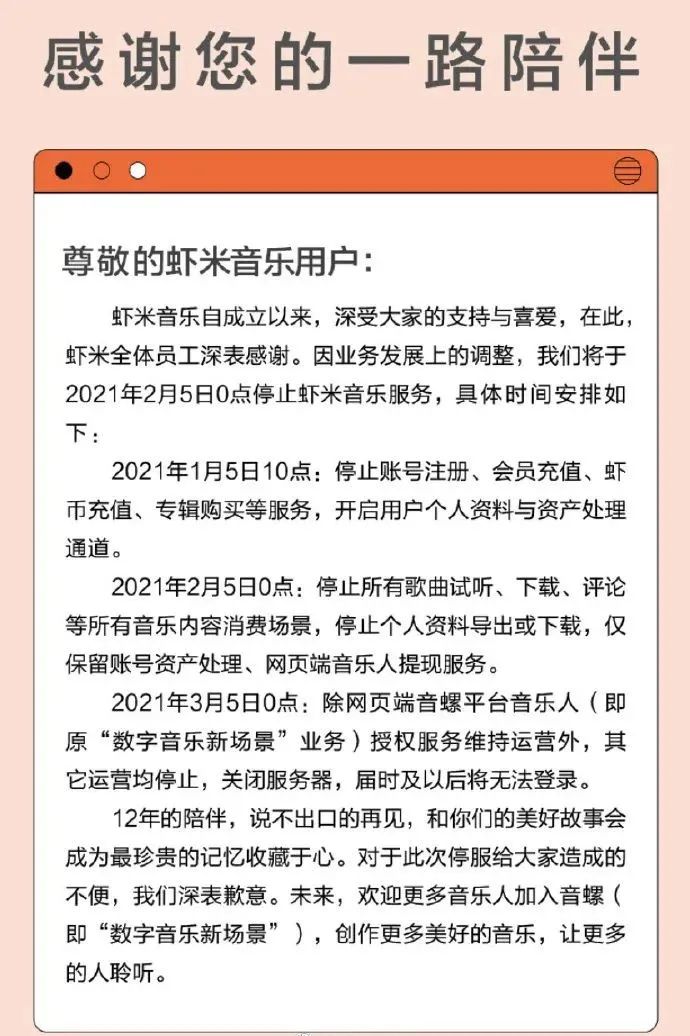 感谢您的一路陪伴
尊敬的虾米音乐用户：
虾米音乐自成立以来，深受大家的支持与喜爱，在此，
虾米全体员工深表感谢。因业务发展上的调整，我们将于
2021年2月5日0点停止虾米音乐服务，具体时间安排如
下：
2021年1月5日10点：停止账号注册、会员充值、虾
币充值、专辑购买等服务，开启用户个人资料与资产处理
通道。
2021年2月5日0点：停止所有歌曲试听、下载、评论
等所有音乐内容消费场景，停止个人资料导出或下载，仅
保留账号资产处理、网页端音乐人提现服务。
2021年3月5日0点：除网页端音螺平台音乐人（即
原“数字音乐新场景”业务）授权服务维持运营外，其
它运营均停止，关闭服务器，届时及以后将无法登录。
12年的陪伴，说不出口的再见，和你们的美好故事会
成为最珍贵的记忆收藏于心。对于此次停服给大家造成的
不便，我们深表歉意。未来，欢迎更多音乐人加入音螺（
即“数字音乐新场景”），创作更多美好的音乐，让更多
的人聆听。